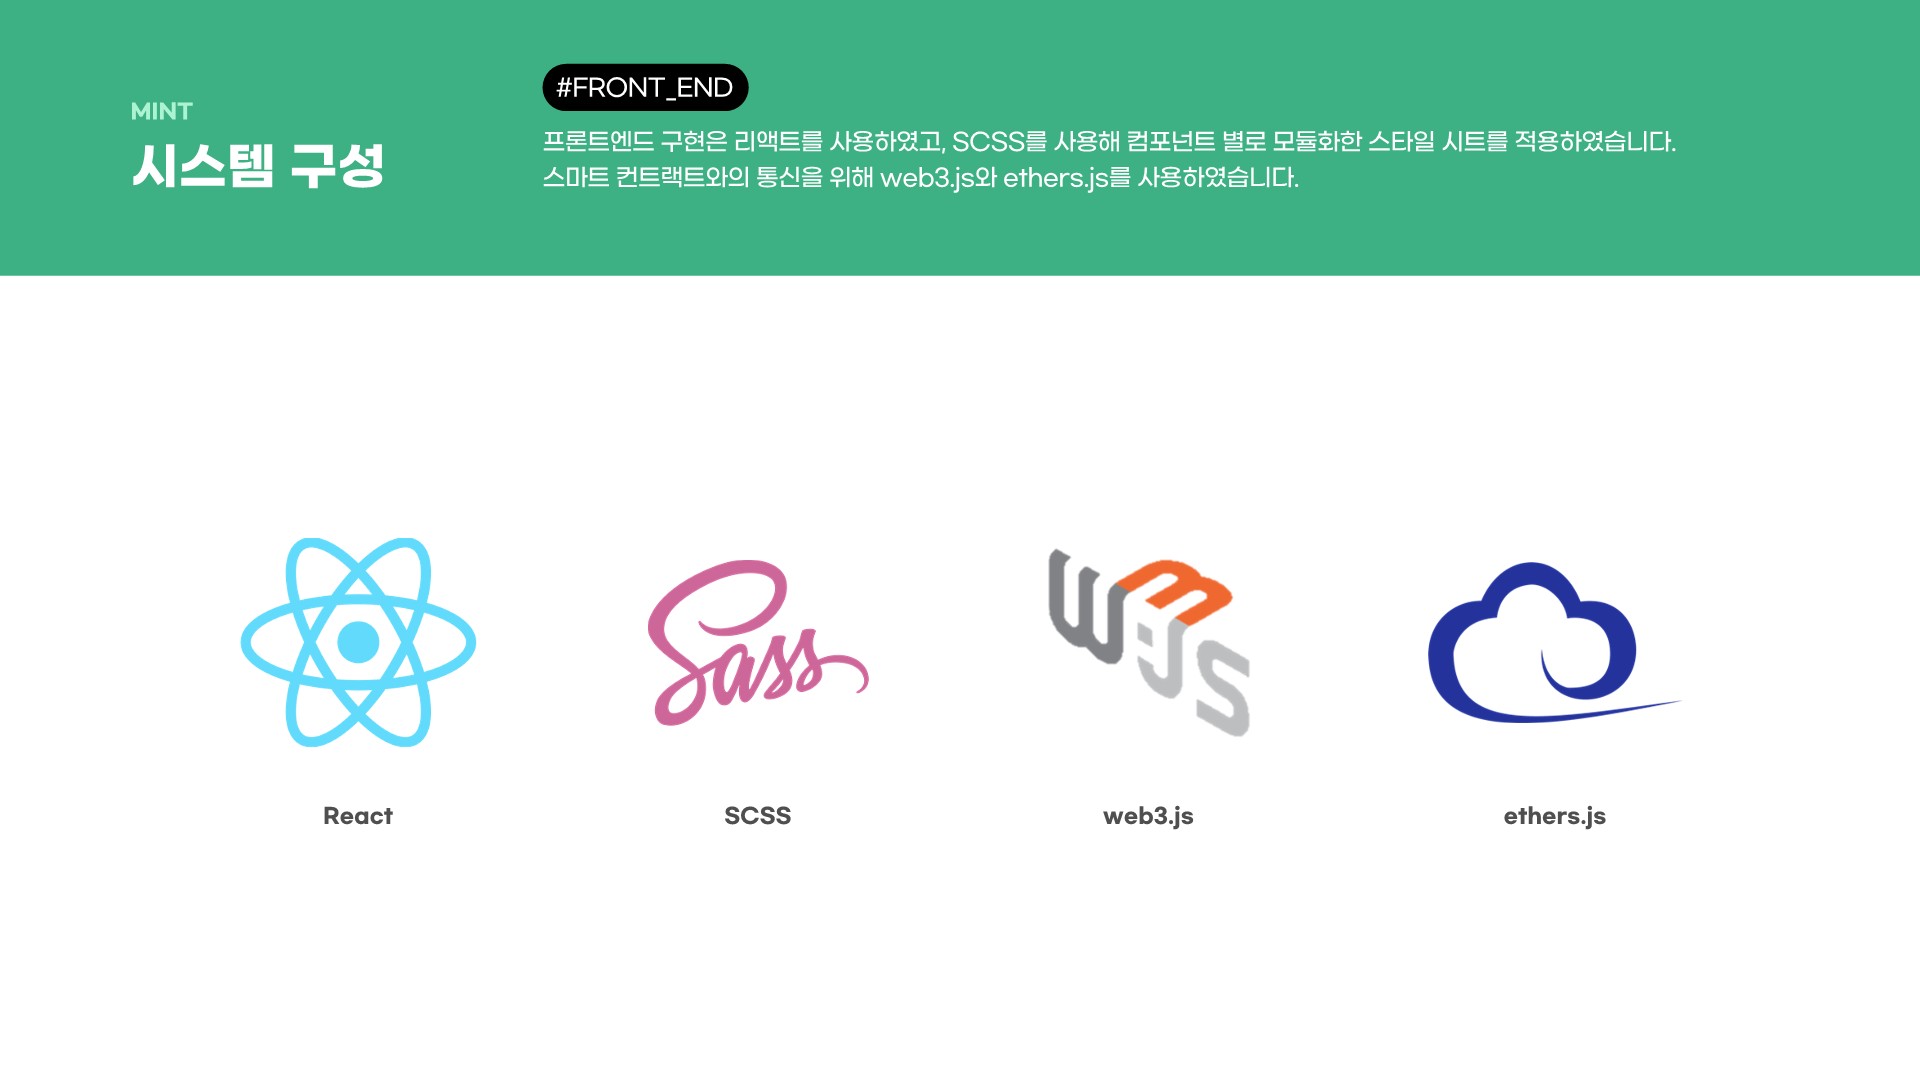 MINT
시스템 구성
#FRONT_END
프론트엔드 구현은 리액트를 사용하였고, SCSS를 사용해 컴포넌트 별로 모듈화한 스타일 시트를 적용하였습니다.
스마트 컨트랙트와의 통신을 위해 web3.js와 ethers.js를 사용하였습니다.
Sass
W3JS
React
SCSS
web3.js
ethers.js